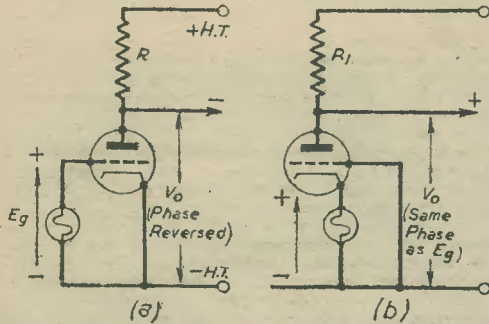 +H.T.
R
−
+
Eg
−
Vo
(Phase
Reversed)
−H.T.
(a)
R1.
+
+
−
Vo
(Same
Phase
as Eg)
(b)